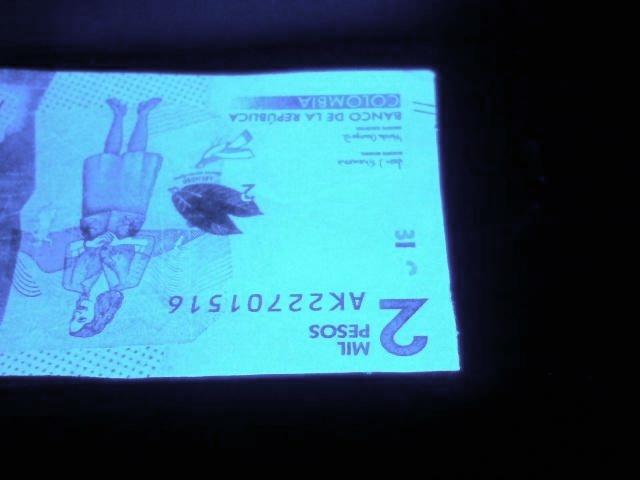 2 MIL
PESOS
AK22701516
2
BANCO DE LA REPÚBLICA
COLOMBIA